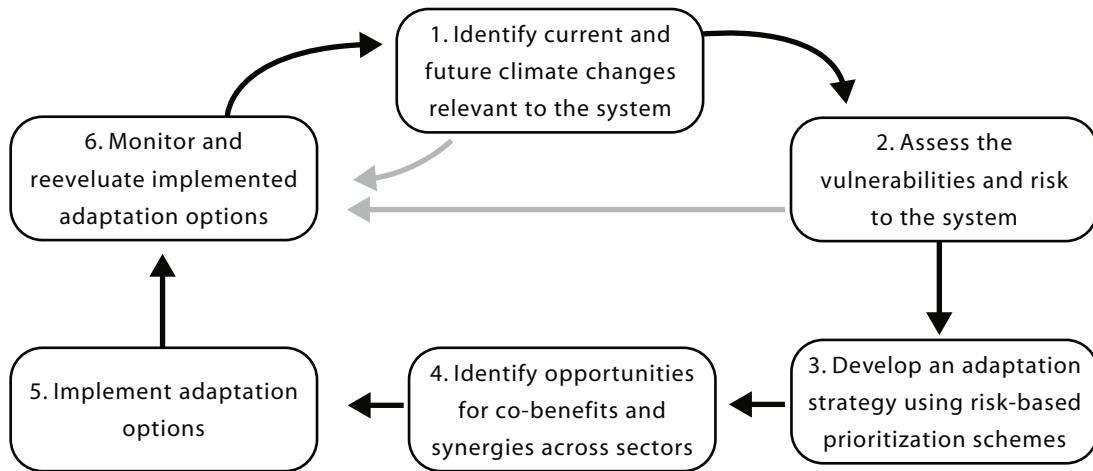 1. Identify current and
future climate changes
relevant to the system
2. Assess the
vulnerabilities and risk
to the system
3. Develop an adaptation
strategy using risk-based
prioritization schemes
4. Identify opportunities
for co-benefits and
synergies across sectors
5. Implement adaptation
options
6. Monitor and
reeveluate implemented
adaptation options